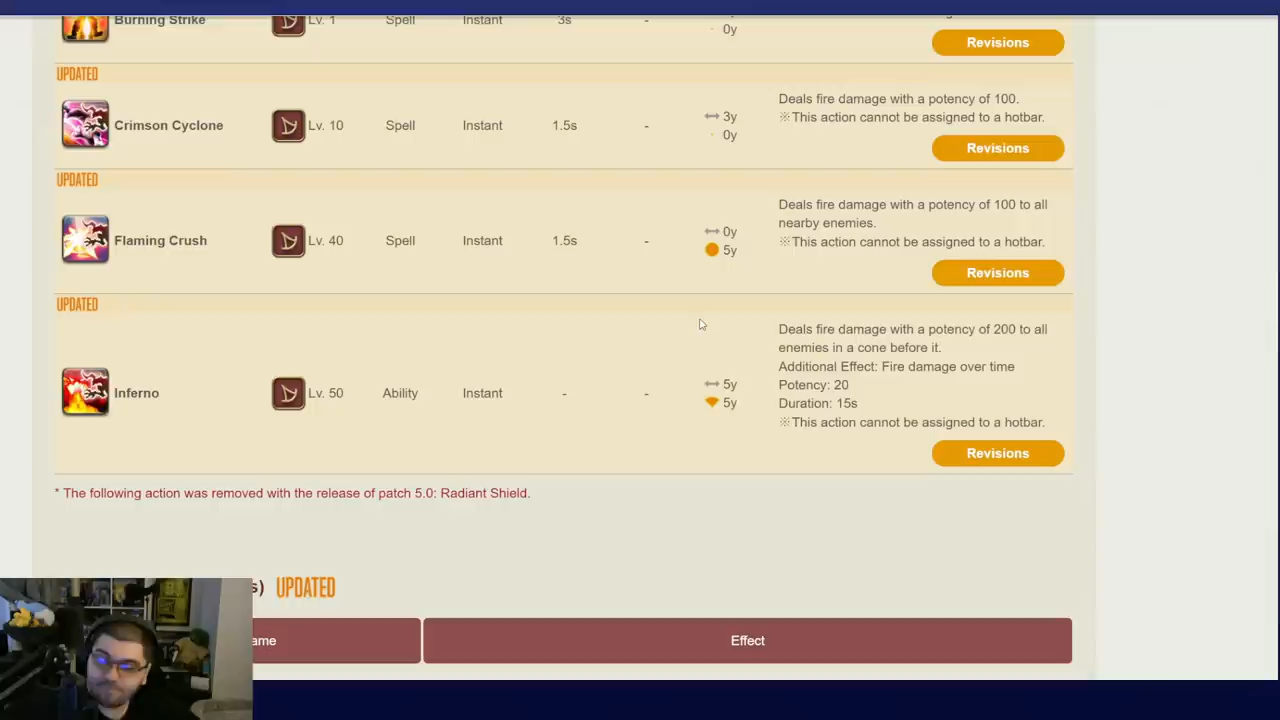 Burning Strike
Lv. 1
Spell
Instant
3s
-
0y
Revisions
UPDATED
Crimson Cyclone
Lv. 10
Spell
Instant
1.5s
-
3y
0y
Deals fire damage with a potency of 100.
※This action cannot be assigned to a hotbar.
Revisions
UPDATED
Flaming Crush
Lv. 40
Spell
Instant
1.5s
-
0y
5y
Deals fire damage with a potency of 100 to all
nearby enemies.
※This action cannot be assigned to a hotbar.
Revisions
UPDATED
Inferno
Lv. 50
Ability
Instant
-
-
5y
5y
Deals fire damage with a potency of 200 to all
enemies in a cone before it.
Additional Effect: Fire damage over time
Potency: 20
Duration: 15s
※This action cannot be assigned to a hotbar.
Revisions
* The following action was removed with the release of patch 5.0: Radiant Shield.
s) UPDATED
ame
Effect